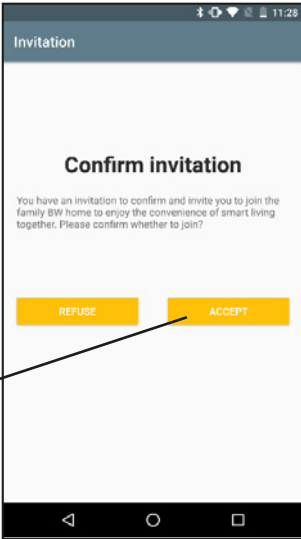 11:28
Invitation
Confirm invitation
You have an invitation to confirm and invite you to join the
family BW home to enjoy the convenience of smart living
together. Please confirm whether to join?
REFUSE ACCEPT